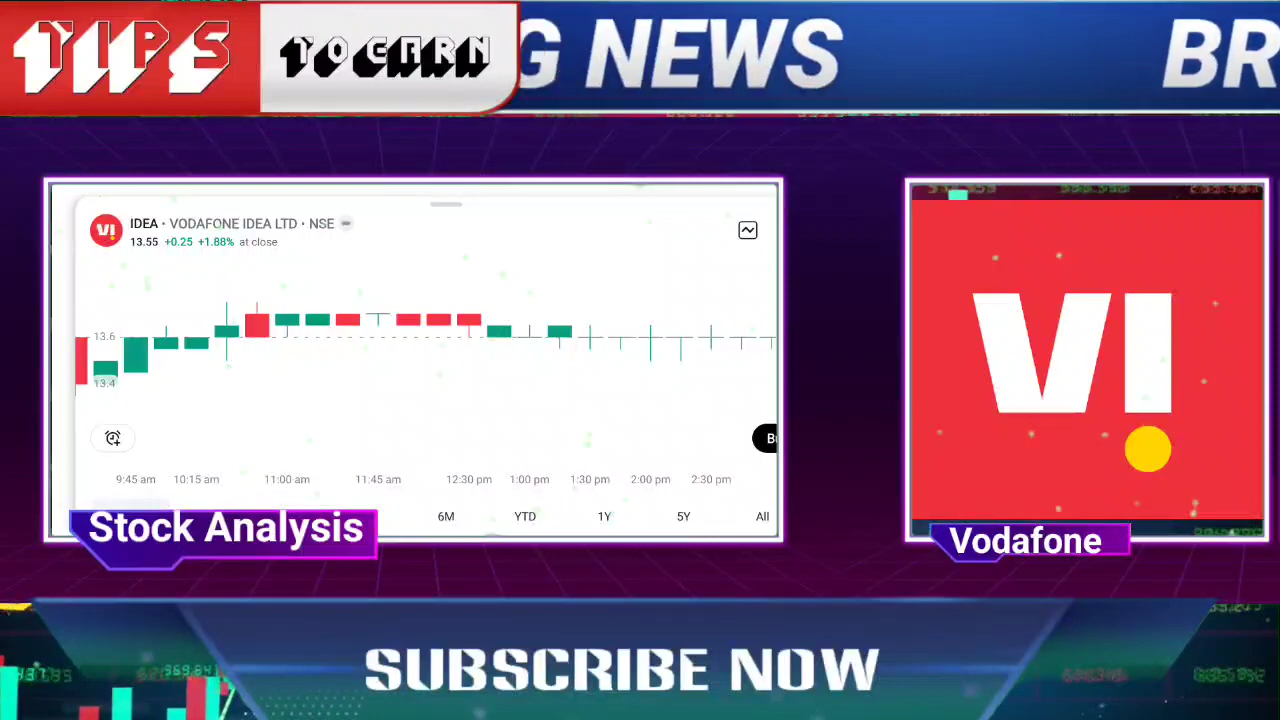 TIPS
TO EARN
G NEWS
BR
IDEA • VODAFONE IDEA LTD • NSE
13.55 +0.25 +1.88% at close
13.6
13.4
Bu
9:45 am 10:15 am 11:00 am 11:45 am 12:30 pm 1:00 pm 1:30 pm 2:00 pm 2:30 pm
6M YTD 1Y 5Y All
Stock Analysis
VI
Vodafone
SUBSCRIBE NOW